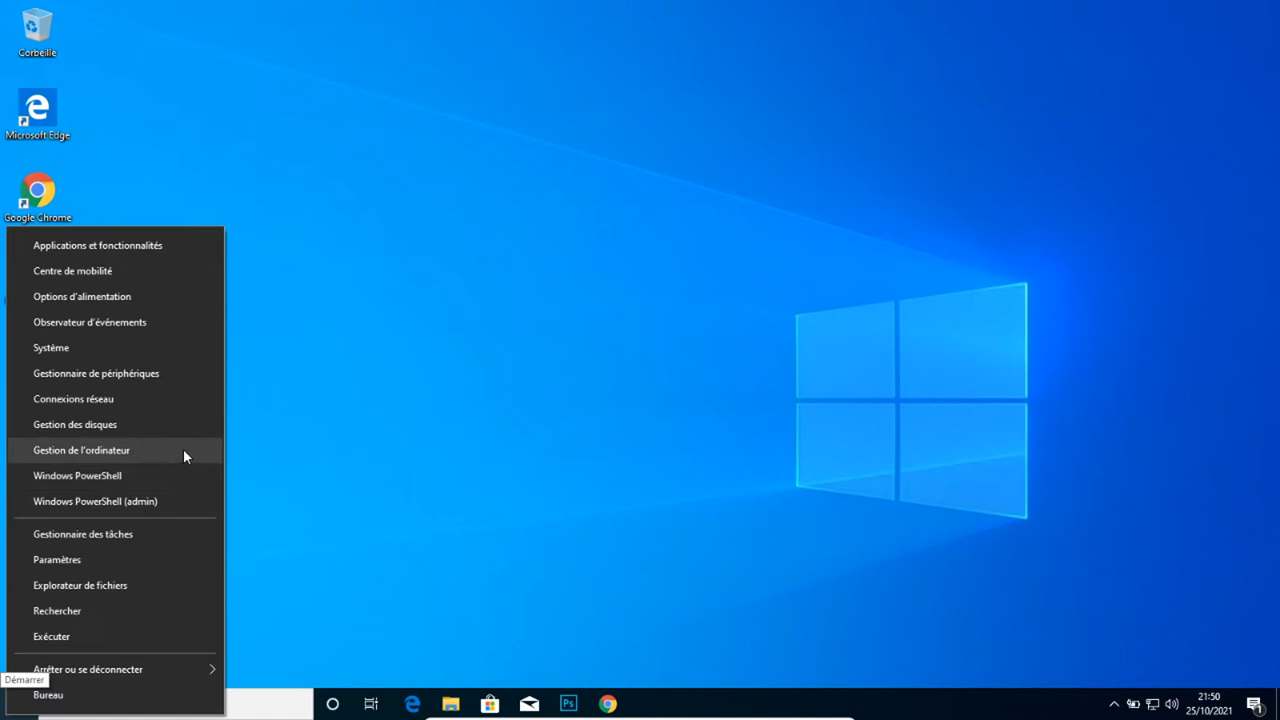 Corbeille
Microsoft Edge
Google Chrome
Applications et fonctionnalités
Centre de mobilité
Options d'alimentation
Observateur d'événements
Système
Gestionnaire de périphériques
Connexions réseau
Gestion des disques
Gestion de l'ordinateur
Windows PowerShell
Windows PowerShell (admin)
Gestionnaire des tâches
Paramètres
Explorateur de fichiers
Rechercher
Exécuter
Arrêter ou se déconnecter
Démarrer
Bureau
Ps
21:50
25/10/2021
1